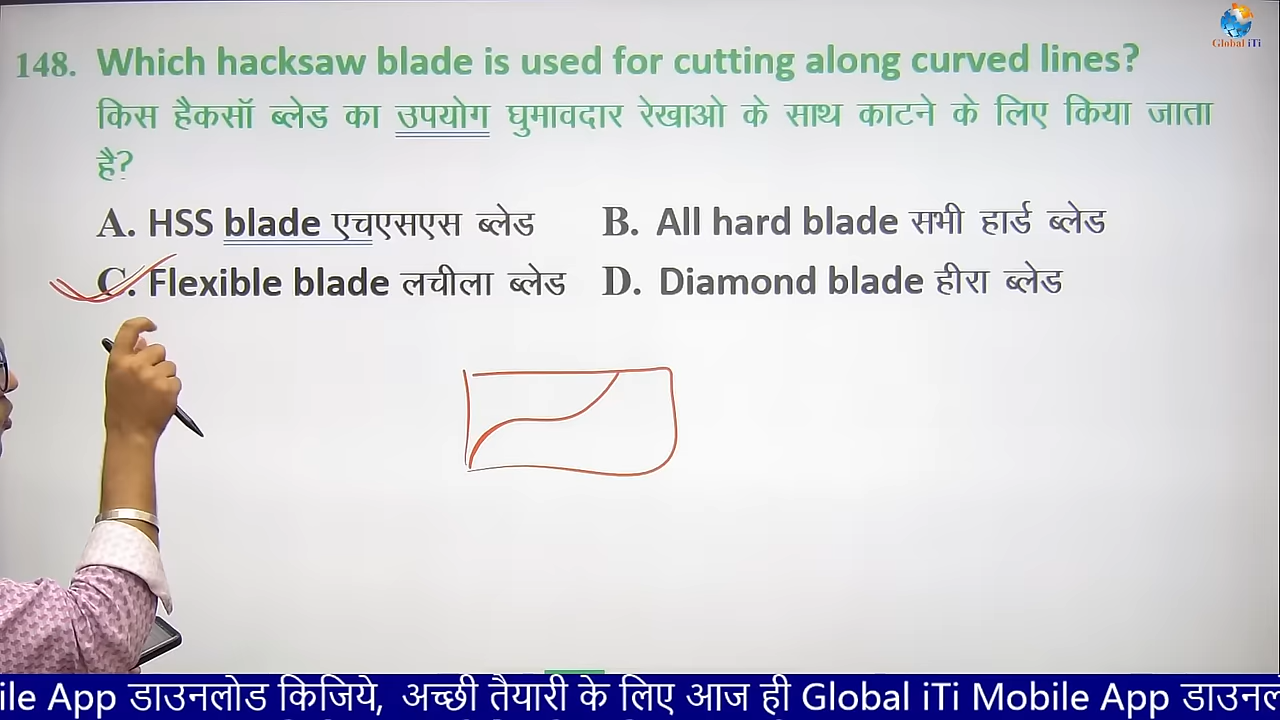 Global iTi
148. Which hacksaw blade is used for cutting along curved lines?
किस हैकसॉ ब्लेड का उपयोग घुमावदार रेखाओ के साथ काटने के लिए किया जाता
है?
A. HSS blade एचएसएस ब्लेड B. All hard blade सभी हार्ड ब्लेड
C. Flexible blade लचीला ब्लेड D. Diamond blade हीरा ब्लेड
ile App डाउनलोड किजिये, अच्छी तैयारी के लिए आज ही Global iTi Mobile App डाउनल